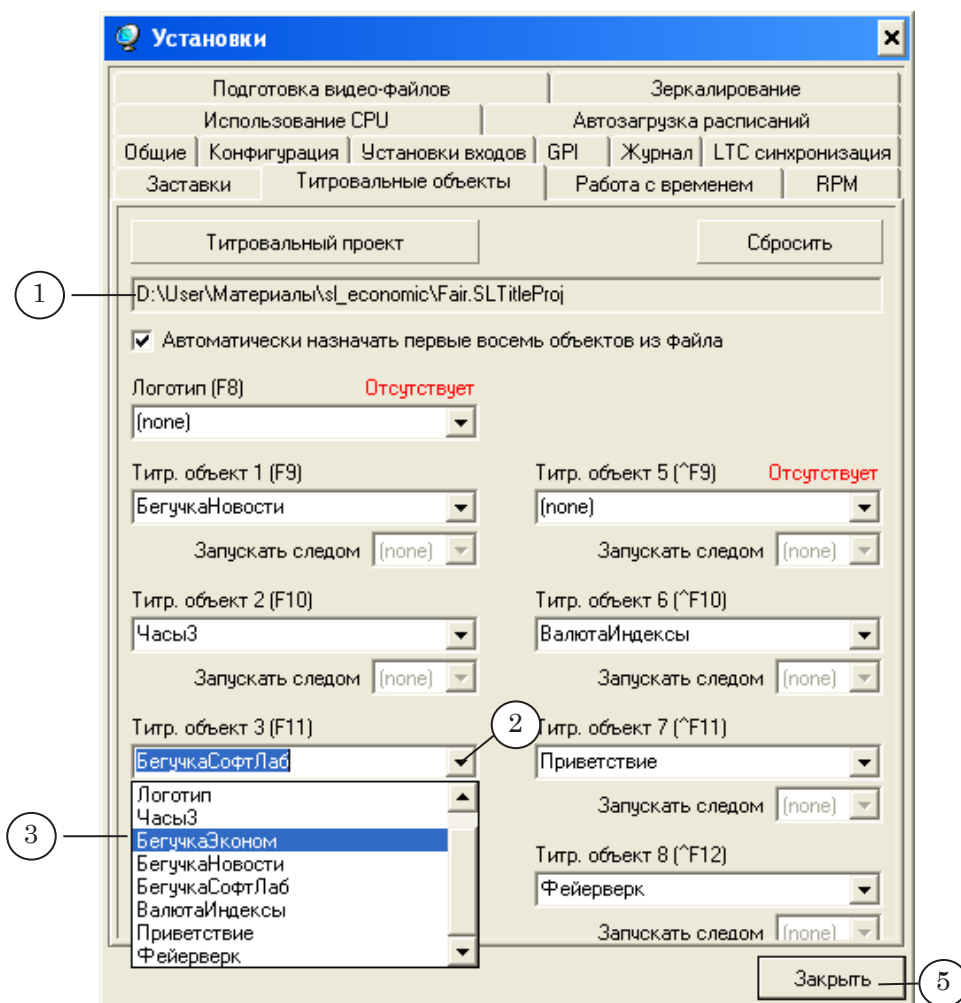 Установки
Подготовка видео-файлов Зеркалирование
Использование CPU Автозагрузка расписаний
Общие Конфигурация Установки входов GPI Журнал LTC синхронизация
Заставки Титровальные объекты Работа с временем RPM
Титровальный проект Сбросить
1 D:\User\Материалы\sl_economic\Fair.SLTitleProj
Автоматически назначать первые восемь объектов из файла
Логотип (F8) Отсутствует
(none)
Титр. объект 1 (F9) Титр. объект 5 (^F9) Отсутствует
БегучкаНовости (none)
Запускать следом (none) Запускать следом (none)
Титр. объект 2 (F10) Титр. объект 6 (^F10)
Часы3 ВалютаИндексы
Запускать следом (none) Запускать следом (none)
Титр. объект 3 (F11) 2 Титр. объект 7 (^F11)
БегучкаСофтЛаб Приветствие
Логотип
Часы3 Запускать следом (none)
3 БегучкаЭконом
БегучкаНовости Титр. объект 8 (^F12)
БегучкаСофтЛаб Фейерверк
ВалютаИндексы
Приветствие Запускать следом (none)
Фейерверк
Закрыть 5